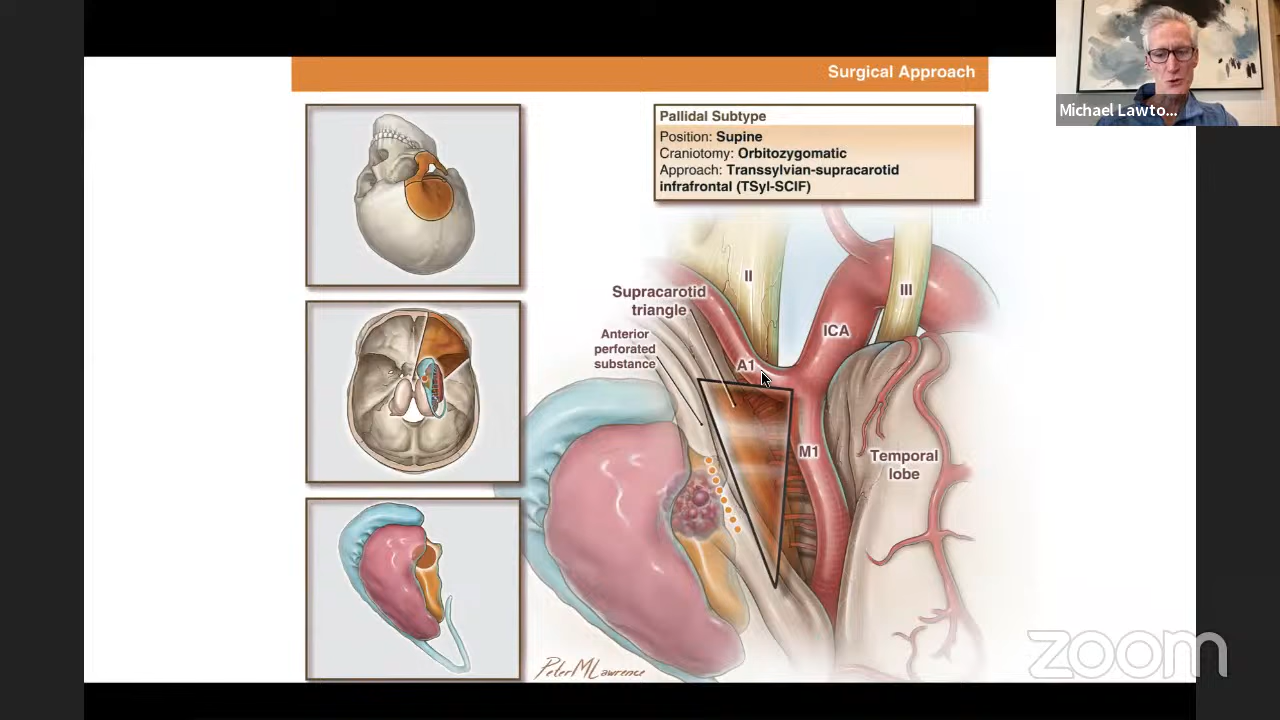 Surgical Approach
Michael Lawto...
Pallidal Subtype
Position: Supine
Craniotomy: Orbitozygomatic
Approach: Transsylvian-supracarotid
infrafrontal (TSyl-SCIF)
II
III
Supracarotid
triangle
ICA
Anterior
perforated
substance
A1
M1
Temporal
lobe
PeterMLawrence
zoom